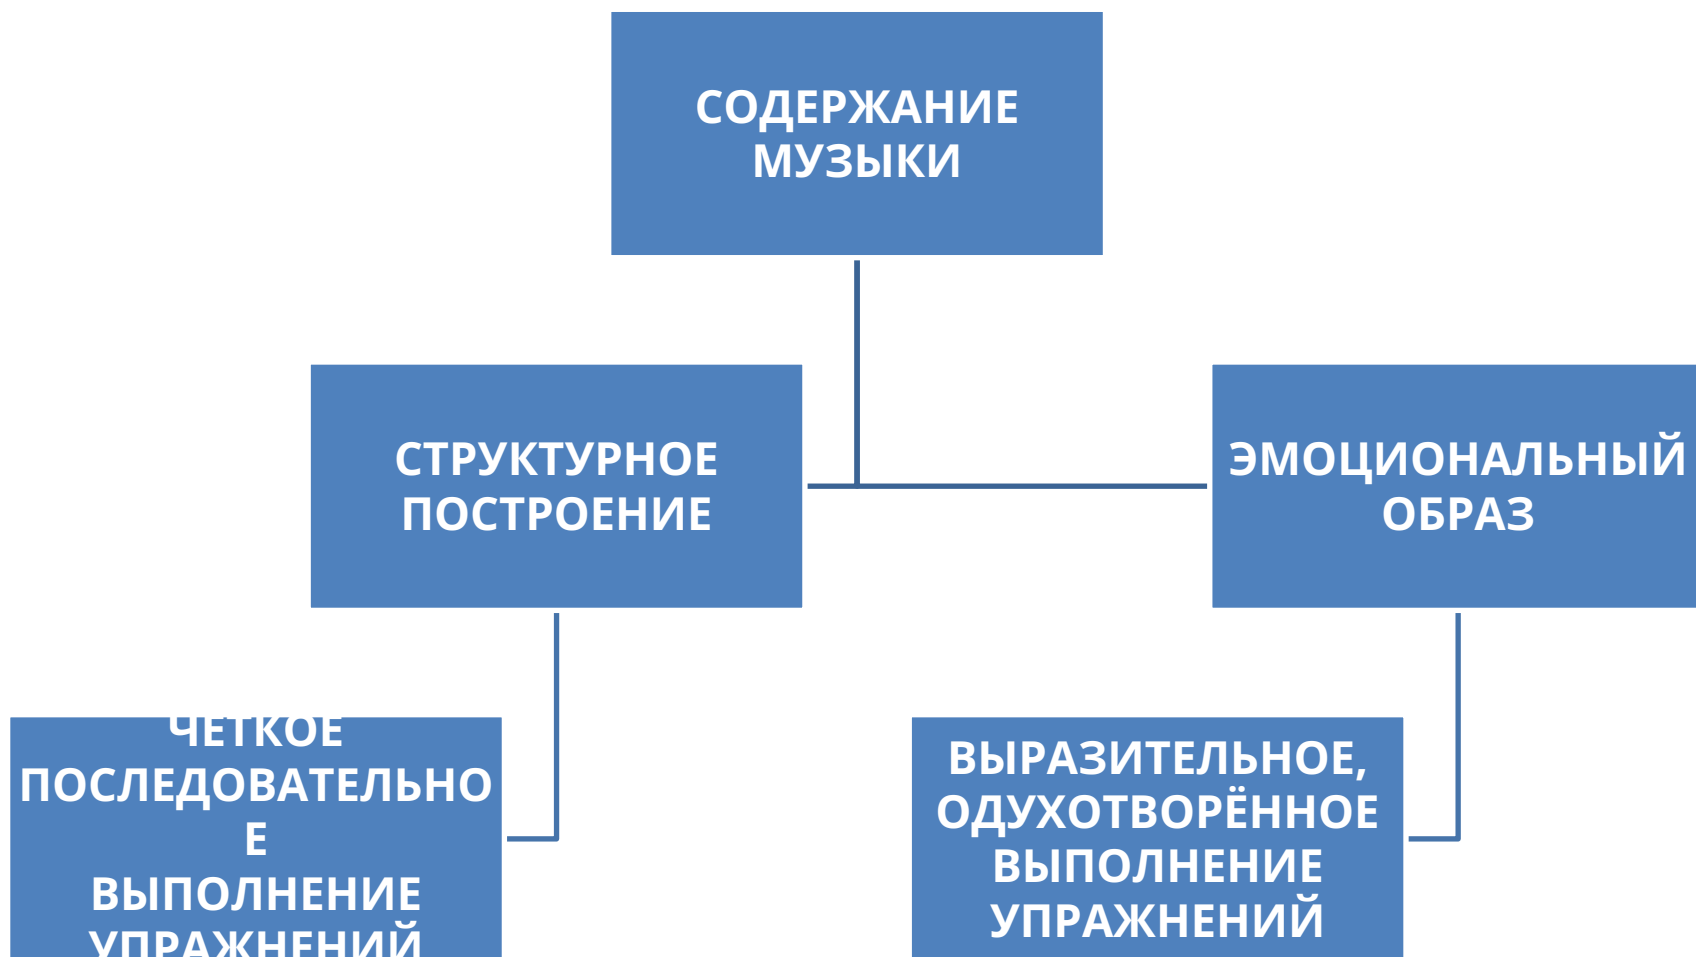 СОДЕРЖАНИЕ
МУЗЫКИ
СТРУКТУРНОЕ
ПОСТРОЕНИЕ
ЭМОЦИОНАЛЬНЫЙ
ОБРАЗ
ЧЕТКОЕ
ПОСЛЕДОВАТЕЛЬНО
Е
ВЫПОЛНЕНИЕ
УПРАЖНЕНИЙ
ВЫРАЗИТЕЛЬНОЕ,
ОДУХОТВОРЁННОЕ
ВЫПОЛНЕНИЕ
УПРАЖНЕНИЙ